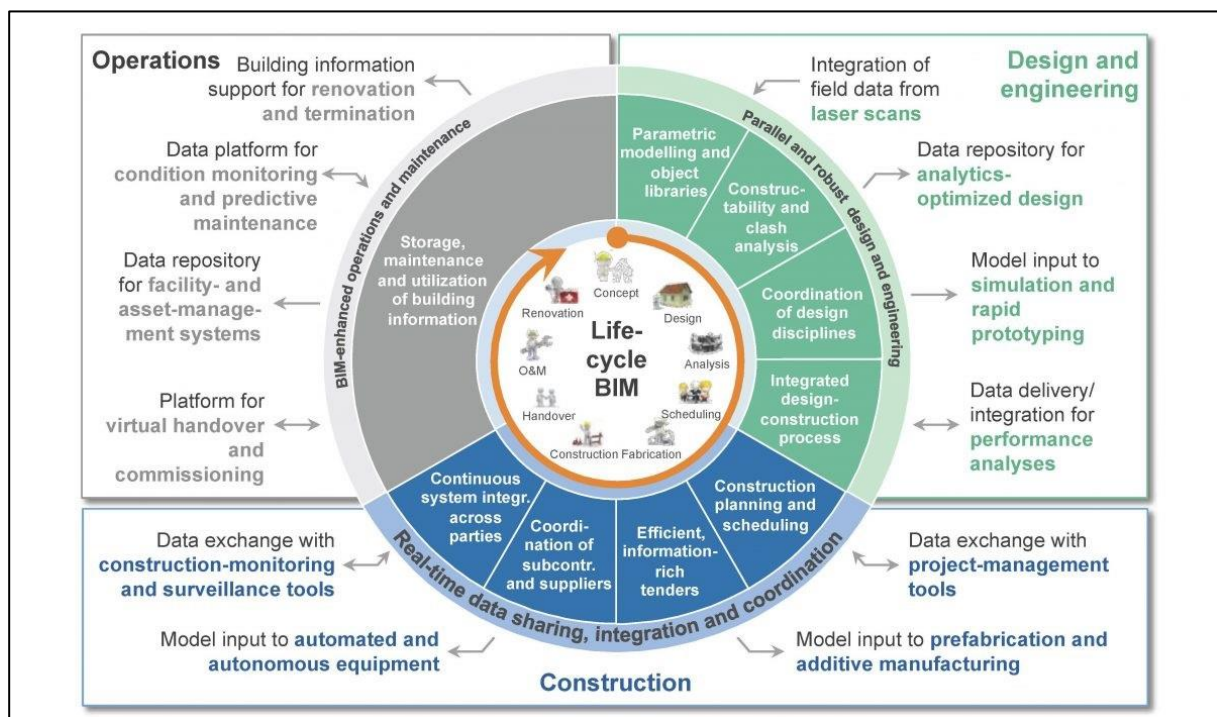 Operations
Building information
support for renovation
and termination
Data platform for
condition monitoring
and predictive
maintenance
Data repository
for facility- and
asset-manage-
ment systems
Platform for
virtual handover
and
commissioning
BIM-enhanced operations and maintenance
Storage,
maintenance
and utilization
of building
information
Design and
engineering
Integration of
field data from
laser scans
Data repository for
analytics-
optimized design
Model input to
simulation and
rapid
prototyping
Data delivery/
integration for
performance
analyses
Parallel and robust design and engineering
Parametric
modelling and
object
libraries
Construc-
tability and
clash
analysis
Coordination
of design
disciplines
Integrated
design-
construction
process
Life-
cycle
BIM
Concept
Design
Analysis
Scheduling
Fabrication
Construction
Handover
O&M
Renovation
Construction
planning and
scheduling
Efficient,
information-
rich
tenders
Coordi-
nation of
subcontr.
and suppliers
Continuous
system integr.
across
parties
Real-time data sharing, integration and coordination
Data exchange with
construction-monitoring
and surveillance tools
Model input to automated and
autonomous equipment
Data exchange with
project-management
tools
Model input to prefabrication and
additive manufacturing
Construction